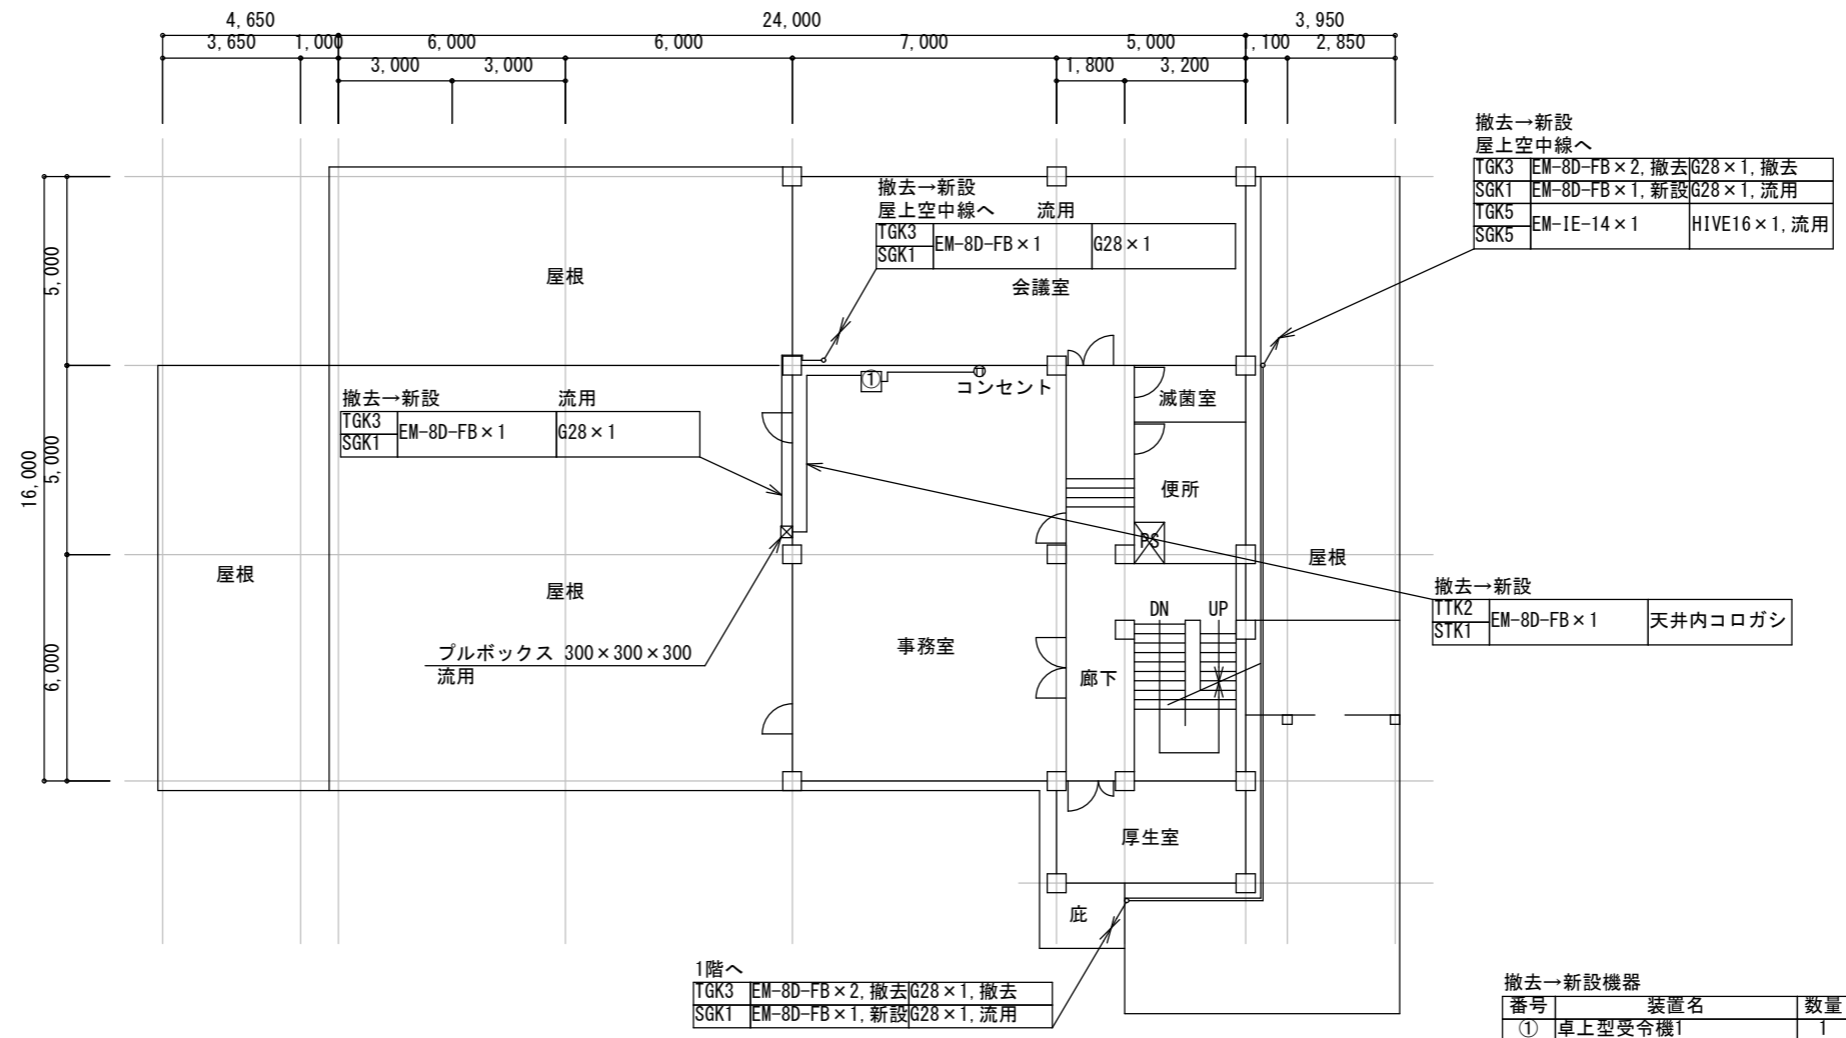 4,650 24,000 3,950
3,650 1,000 6,000 6,000 7,000 5,000 1,100 2,850
3,000 3,000 1,800 3,200
撤去→新設
屋上空中線へ
TGK3 EM-8D-FB×2,撤去 G28×1,撤去
SGK1 EM-8D-FB×1,新設 G28×1,流用
TGK5
SGK5 EM-IE-14×1 HIVE16×1,流用
撤去→新設
屋上空中線へ 流用
TGK3
SGK1 EM-8D-FB×1 G28×1
5,000
屋根
会議室
①
コンセント
滅菌室
撤去→新設 流用
TGK3
SGK1 EM-8D-FB×1 G28×1
16,000
5,000
便所
PS
屋根
屋根
屋根
撤去→新設
TTK2
STK1 EM-8D-FB×1 天井内コロガシ
DN UP
プルボックス 300×300×300
流用
事務室
廊下
6,000
厚生室
庇
1階へ
TGK3 EM-8D-FB×2,撤去 G28×1,撤去
SGK1 EM-8D-FB×1,新設 G28×1,流用
撤去→新設機器
番号 装置名 数量
① 卓上型受令機1 1